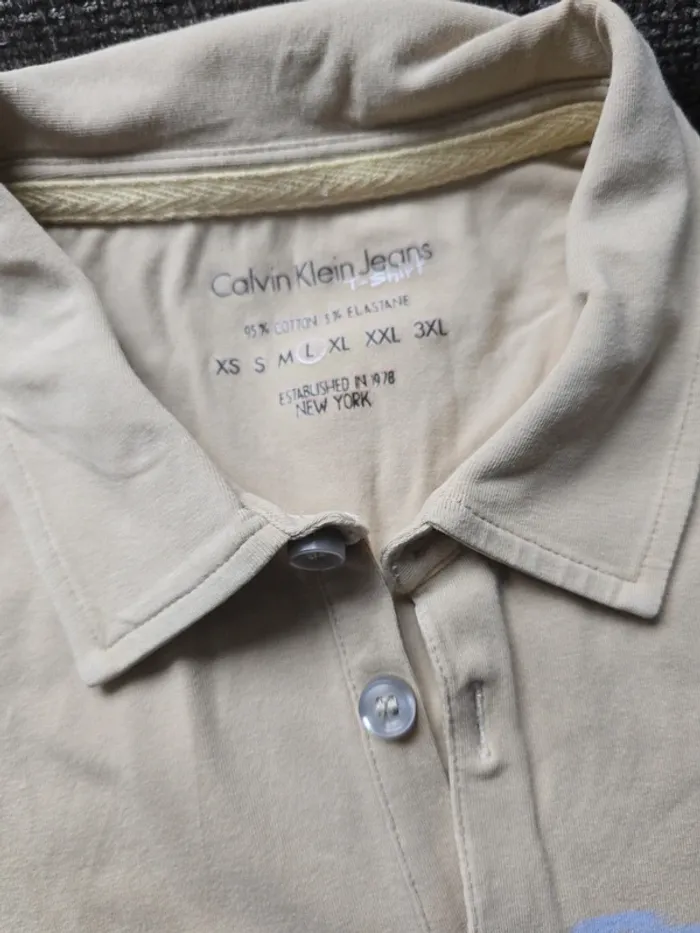 Calvin Klein Jeans
T-Shirt
95% COTTON 5% ELASTANE
XS S M L XL XXL 3XL
ESTABLISHED IN 1978
NEW YORK